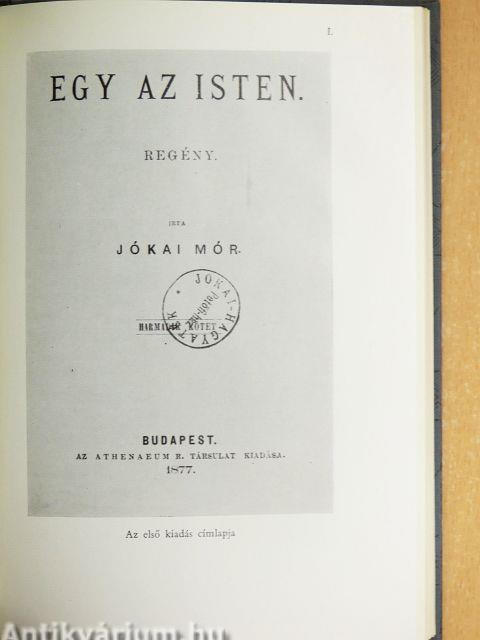 I.
EGY AZ ISTEN.
REGÉNY.
IRTA
JÓKAI MÓR.
JÓKAI-HAGYATÉK
HARMADIK KÖTET
BUDAPEST.
AZ ATHENAEUM R. TÁRSULAT KIADÁSA.
1877.
Az első kiadás címlapja
Antikvárium.hu